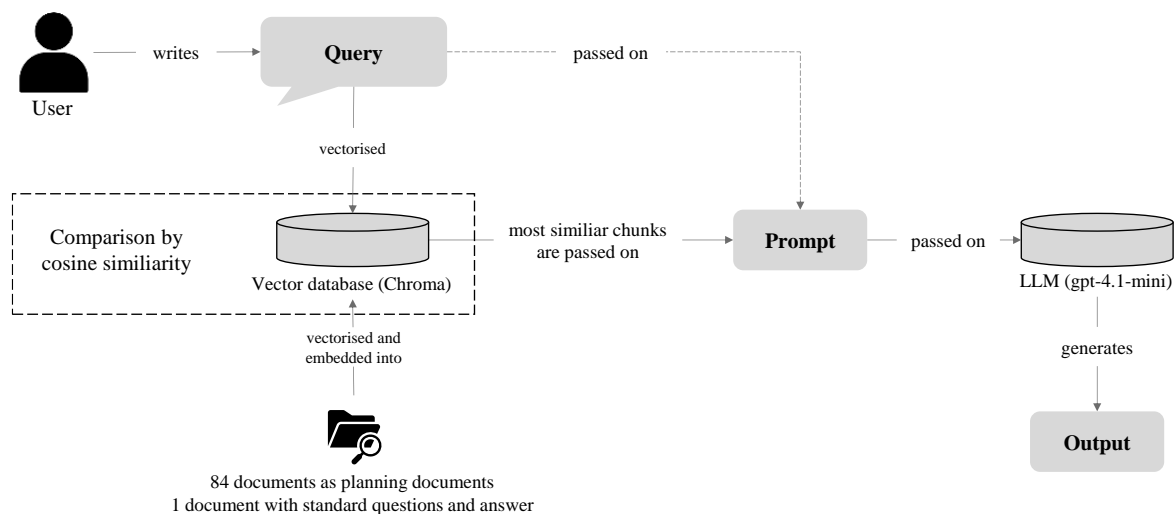 writes
Query
passed on
User
vectorised
Comparison by
cosine similiarity
Vector database (Chroma)
most similiar chunks
are passed on
Prompt
passed on
LLM (gpt-4.1-mini)
vectorised and
embedded into
generates
Output
84 documents as planning documents
1 document with standard questions and answer